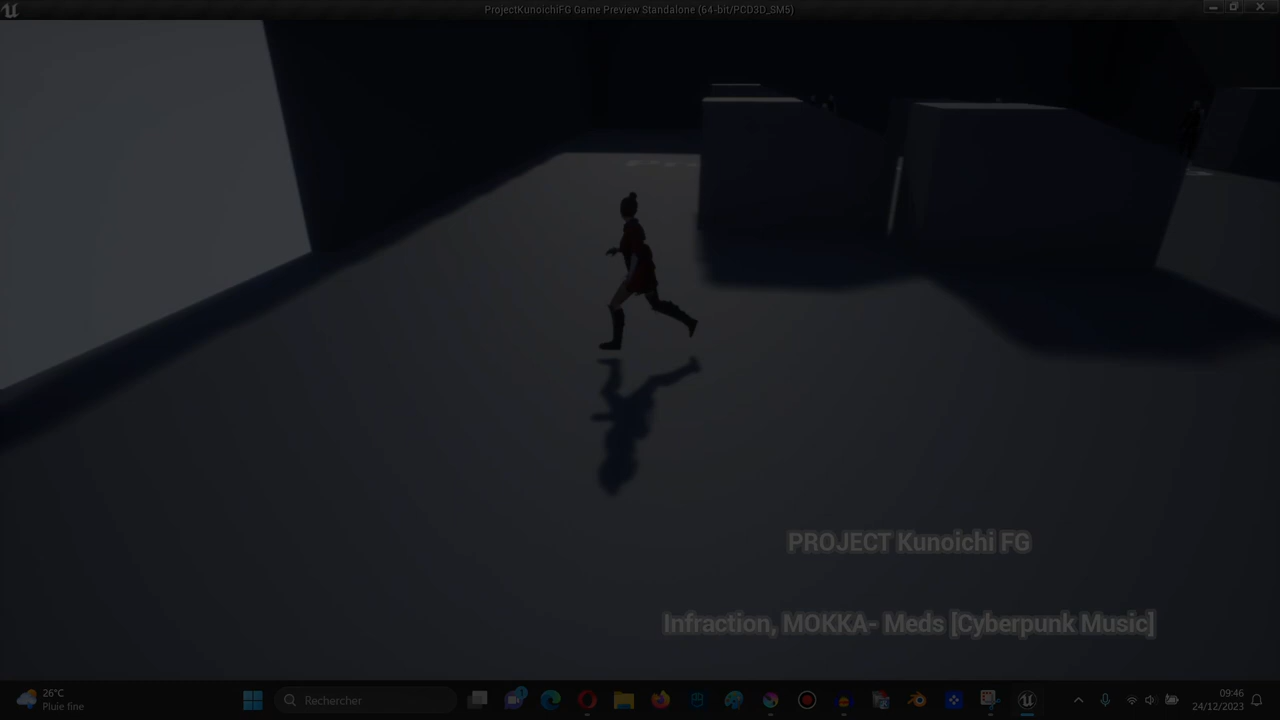 ProjectKunoichiFG Game Preview Standalone (64-bit/PCD3D_SM5)
PROJECT Kunoichi FG
Infraction, MOKKA- Meds [Cyberpunk Music]
26°C
Pluie fine
Rechercher
1
09:46
24/12/2023